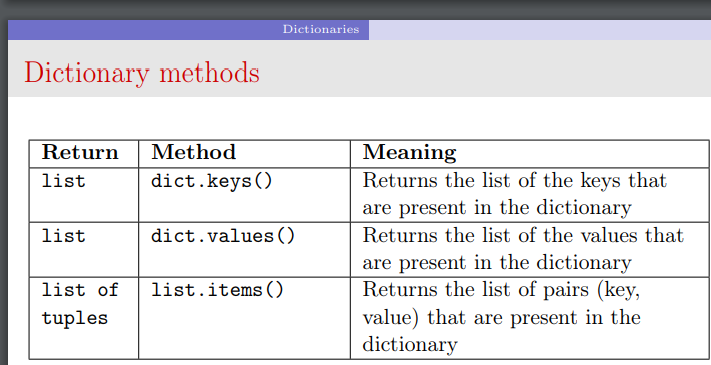 Dictionaries
Dictionary methods
Return Method Meaning
list dict.keys() Returns the list of the keys that
are present in the dictionary
list dict.values() Returns the list of the values that
are present in the dictionary
list of list.items() Returns the list of pairs (key,
tuples value) that are present in the
dictionary